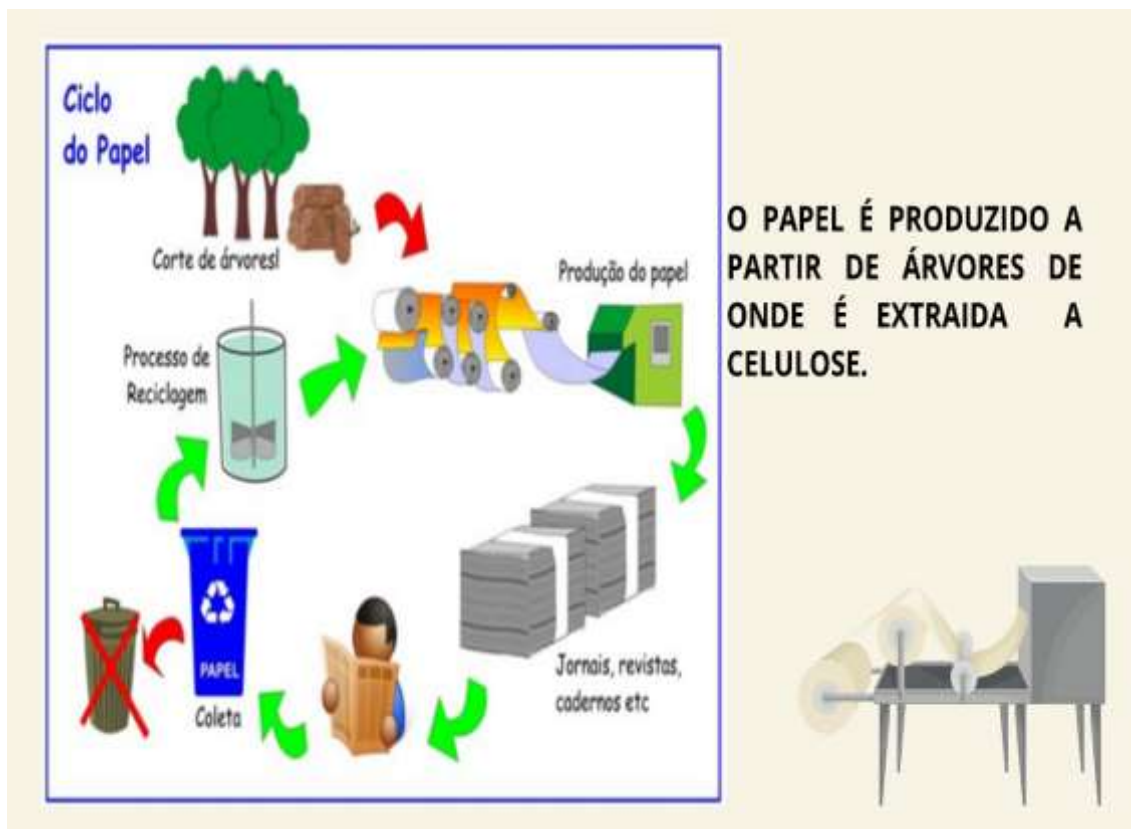 Ciclo
do Papel
Corte de árvores!
Produção do papel
Processo de
Reciclagem
PAPEL
Coleta
Jornais, revistas,
cadernos etc
O PAPEL É PRODUZIDO A
PARTIR DE ÁRVORES DE
ONDE É EXTRAIDA A
CELULOSE.